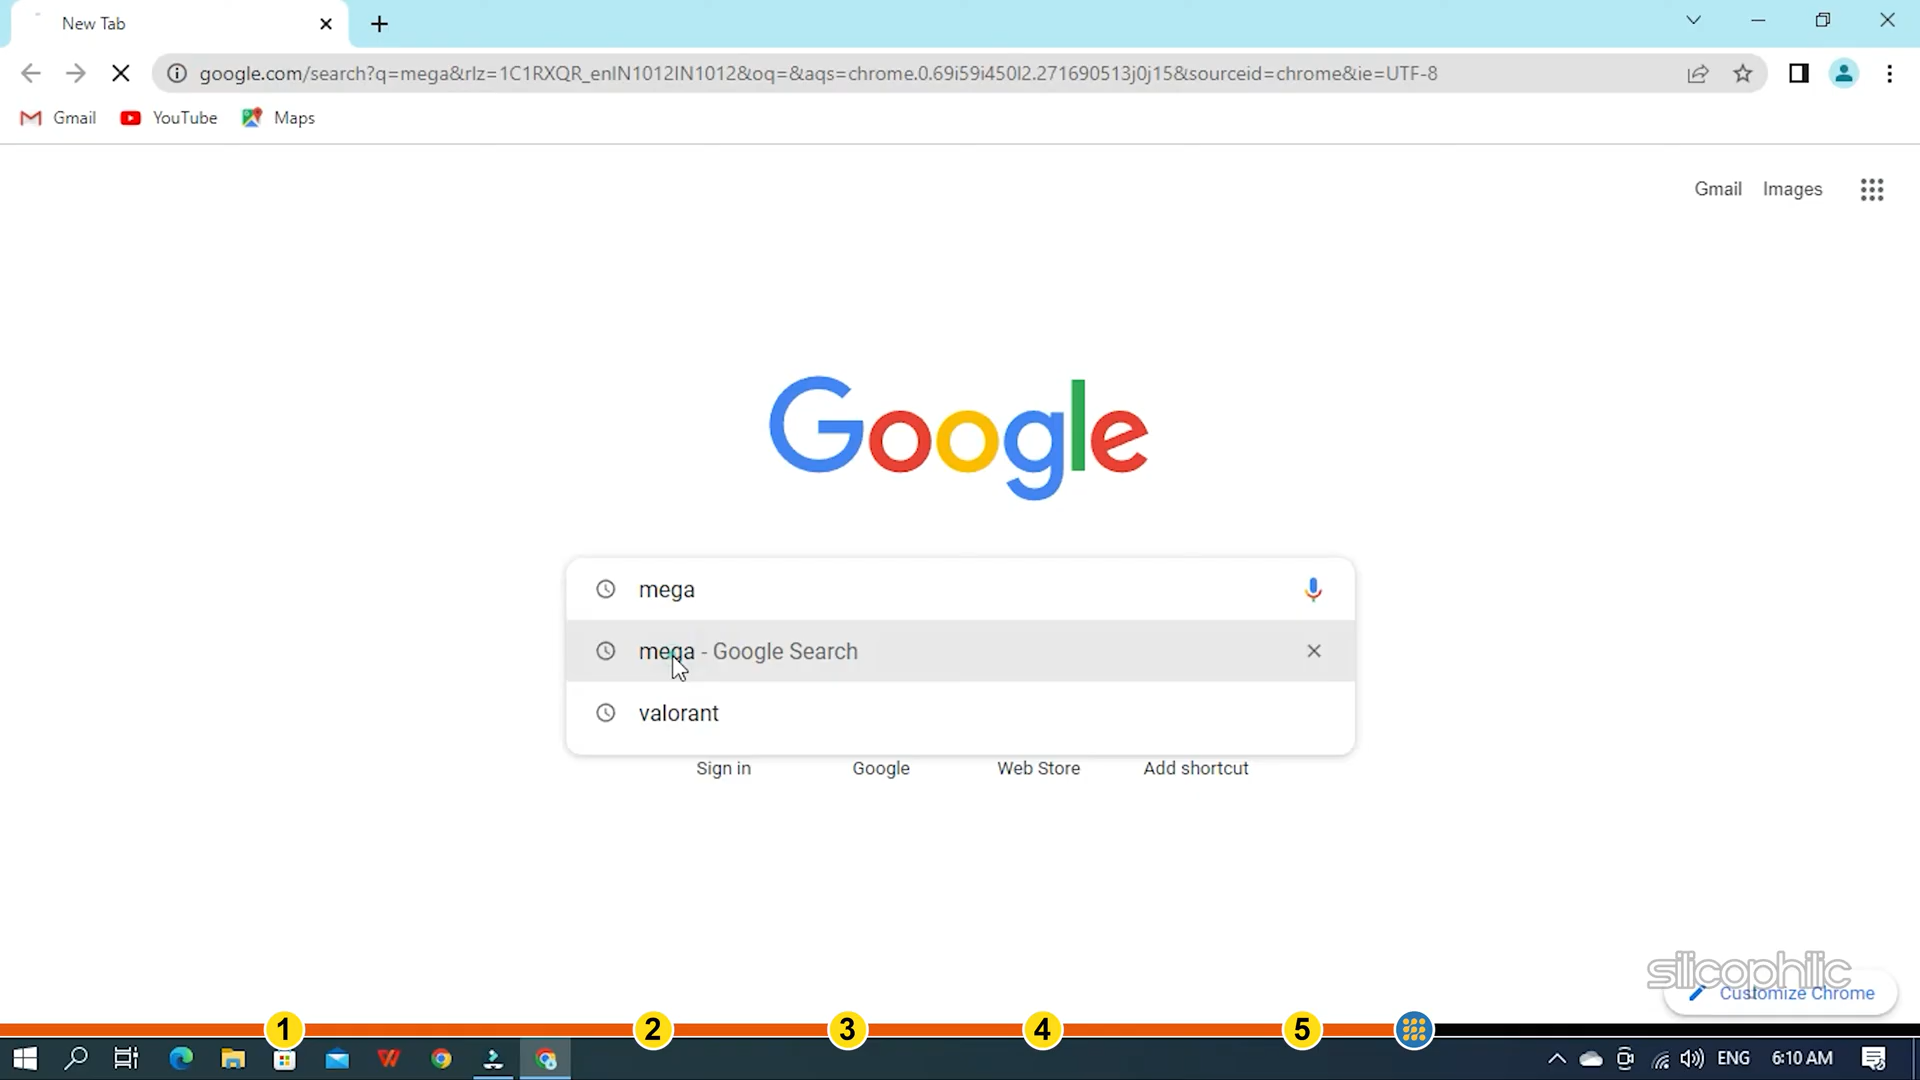 New Tab
google.com/search?q=mega&rlz=1C1RXQR_enIN1012IN1012&oq=&aqs=chrome.0.69i59i450l2.271690513j0j15&sourceid=chrome&ie=UTF-8
Gmail YouTube Maps
Gmail Images
Google
mega
mega - Google Search
valorant
Sign in Google Web Store Add shortcut
silicophilic
Customize Chrome
1 2 3 4 5
ENG 6:10 AM